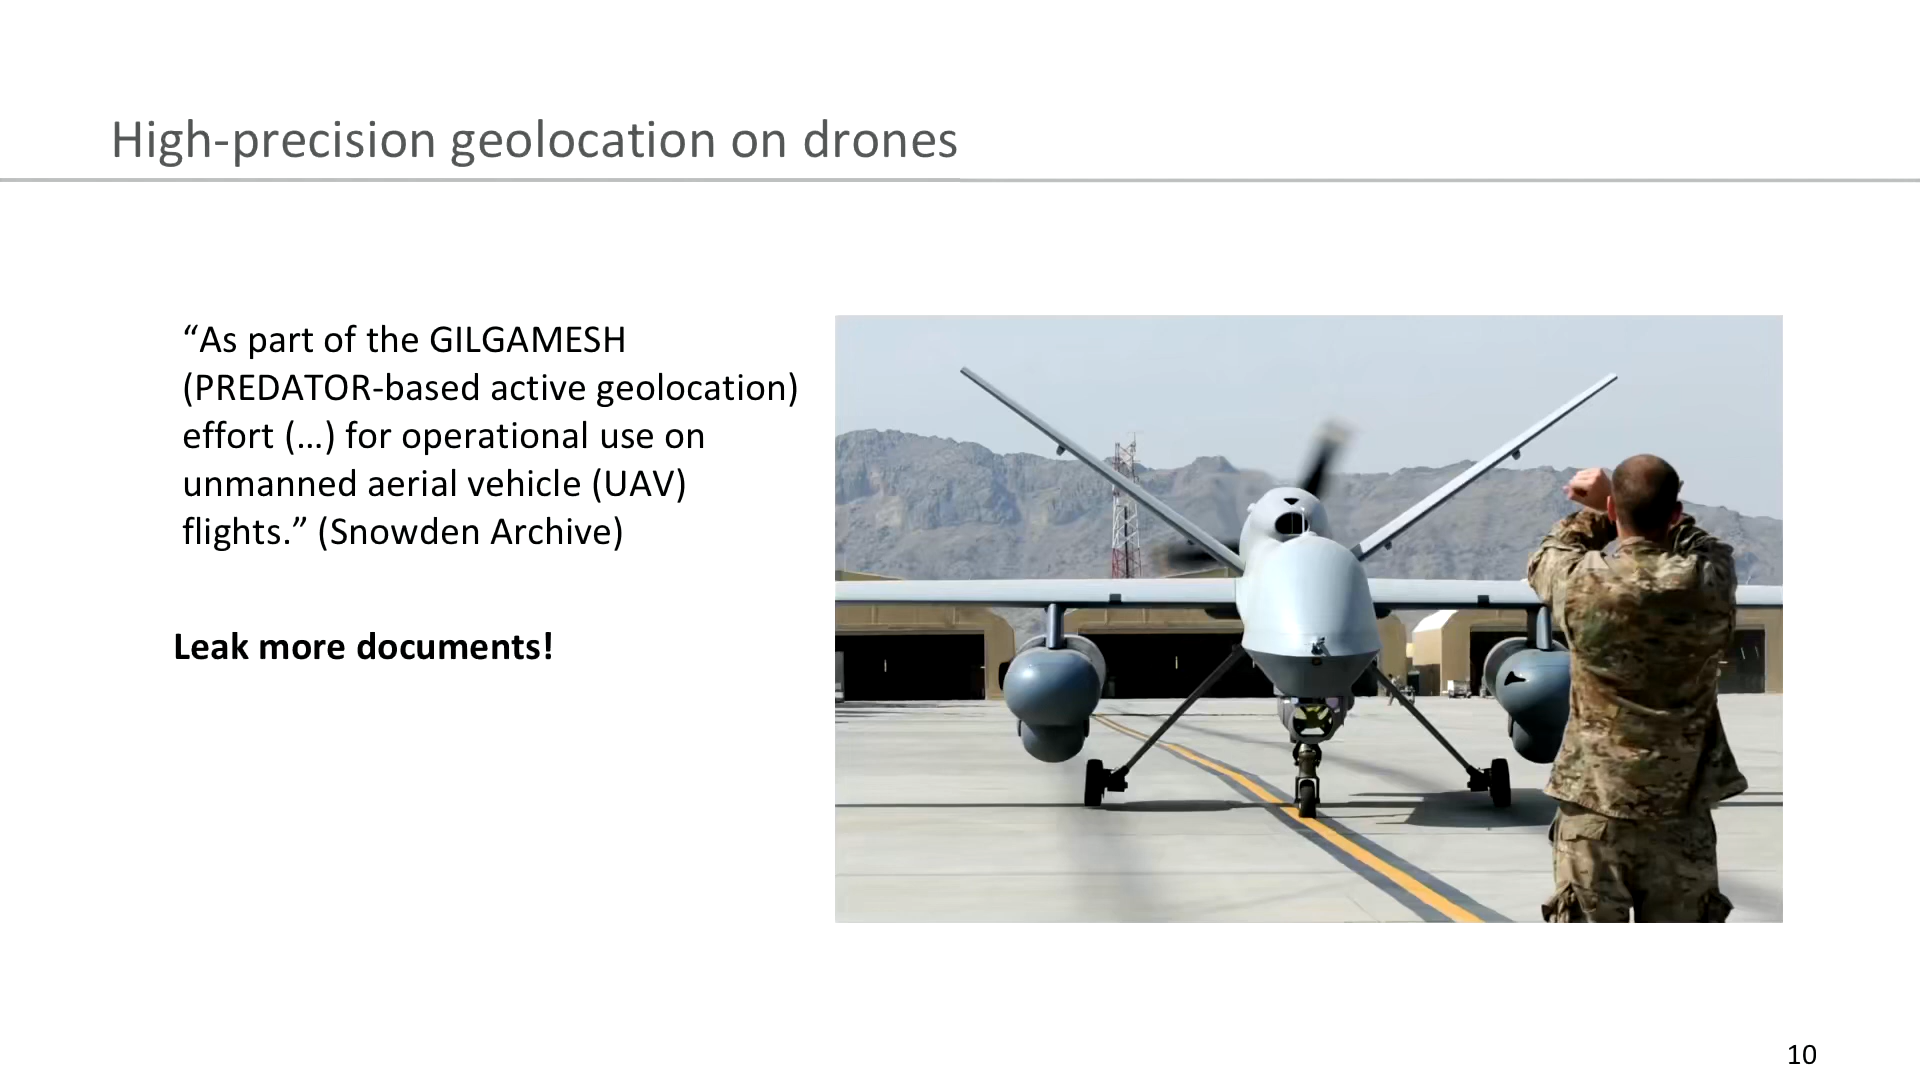 High-precision geolocation on drones
“As part of the GILGAMESH
(PREDATOR-based active geolocation)
effort (…) for operational use on
unmanned aerial vehicle (UAV)
flights.” (Snowden Archive)
Leak more documents!
10